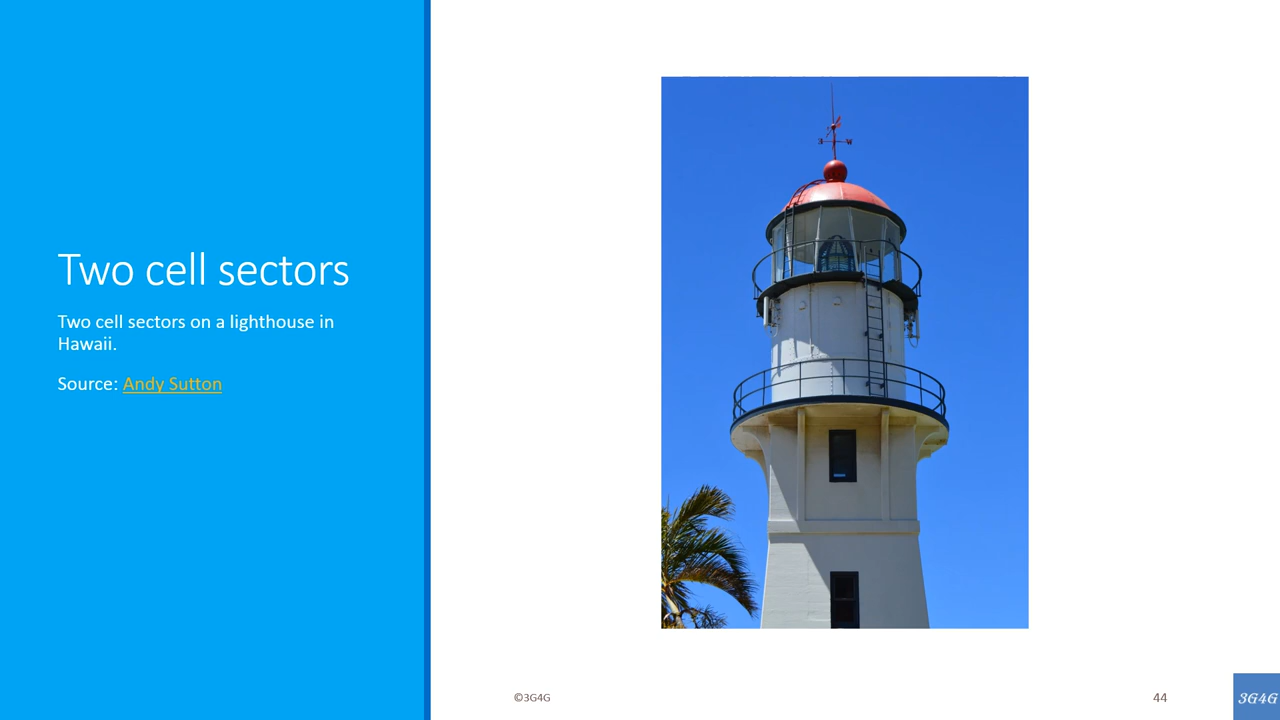 Two cell sectors
Two cell sectors on a lighthouse in
Hawaii.
Source: Andy Sutton
©3G4G
44
3G4G